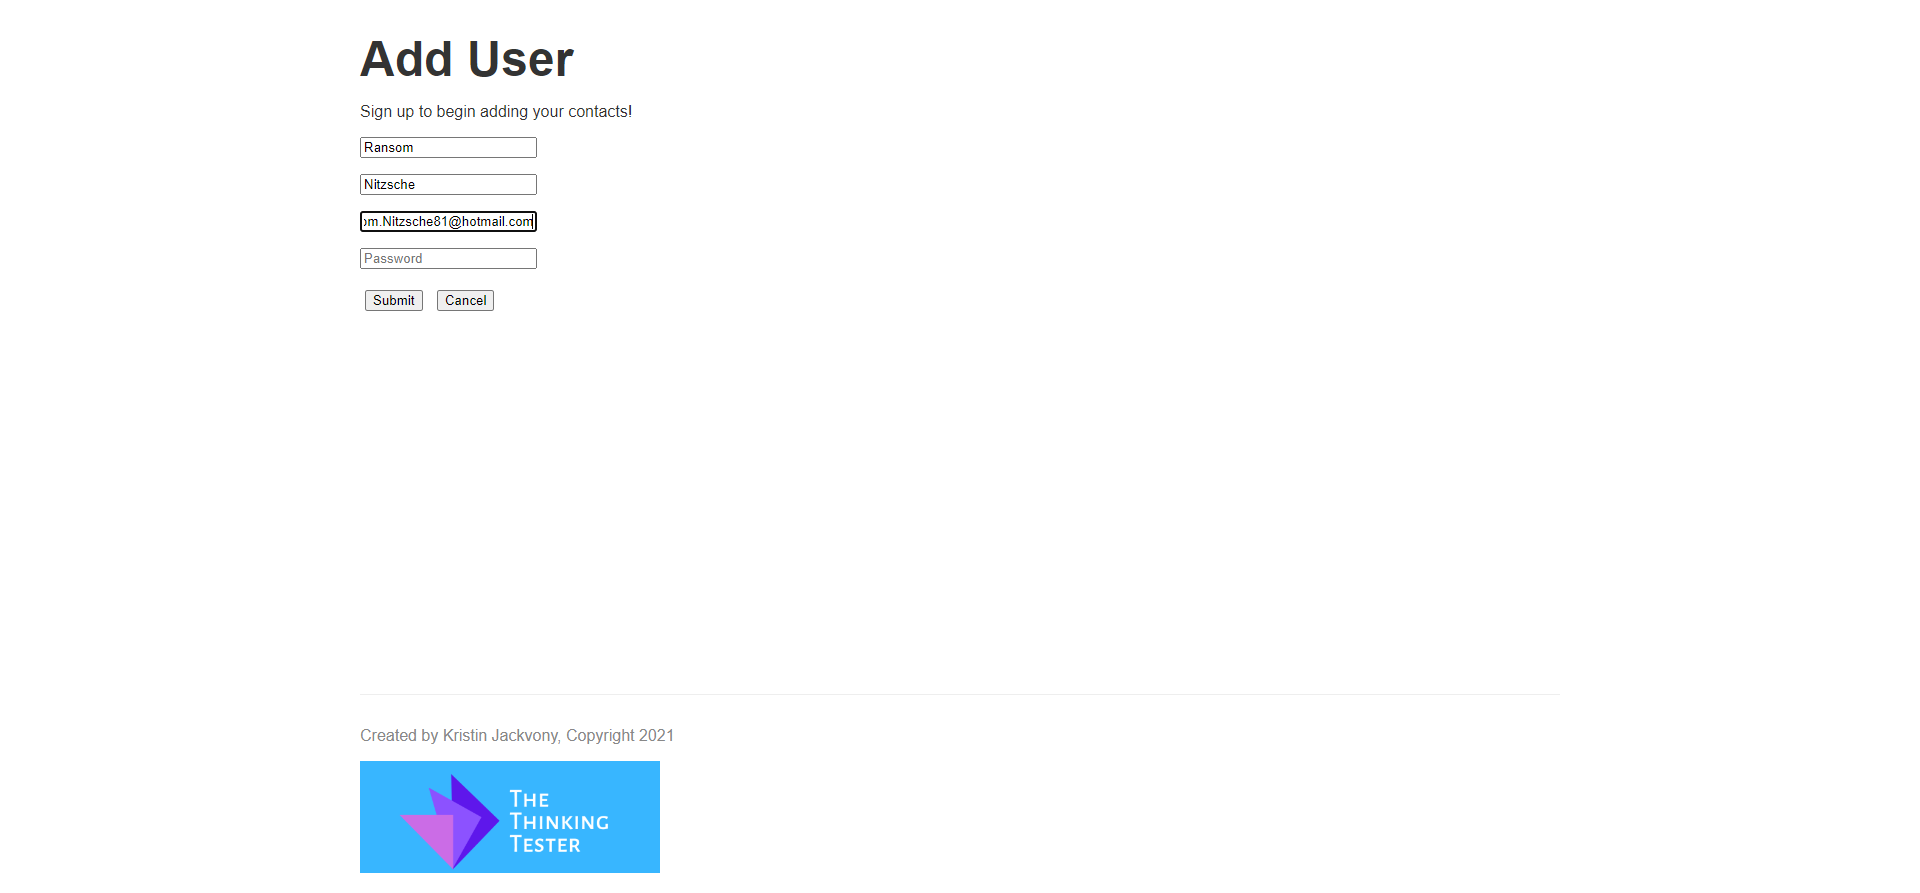 Add User
Sign up to begin adding your contacts!
Ransom
Nitzsche
om.Nitzsche81@hotmail.com
Password
Submit Cancel
Created by Kristin Jackvony, Copyright 2021
THE
THINKING
TESTER